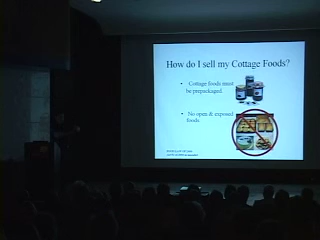 How do I sell my Cottage Foods?
• Cottage foods must
be prepackaged.
• No open & exposed
foods